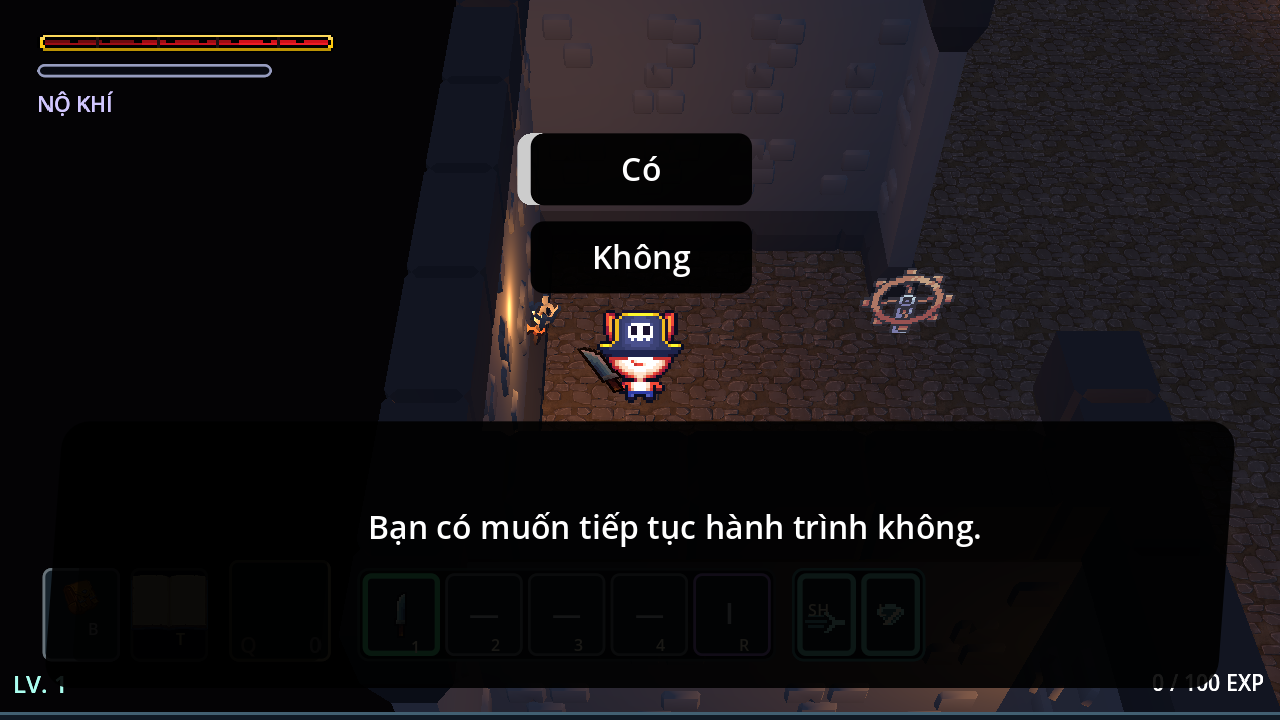 NỘ KHÍ
Có
Không
Bạn có muốn tiếp tục hành trình không.
B
T
Q
0
1
2
3
4
R
SH
LV. 1
0 / 100 EXP